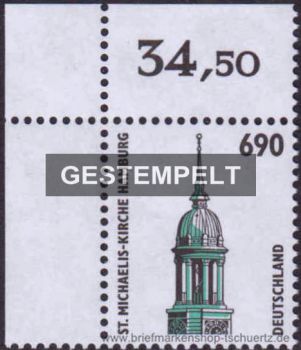 34,50
690
ST. MICHAELIS-KIRCHE HAMBURG
GESTEMPELT
DEUTSCHLAND
www.briefmarkenshop-tschuertz.de